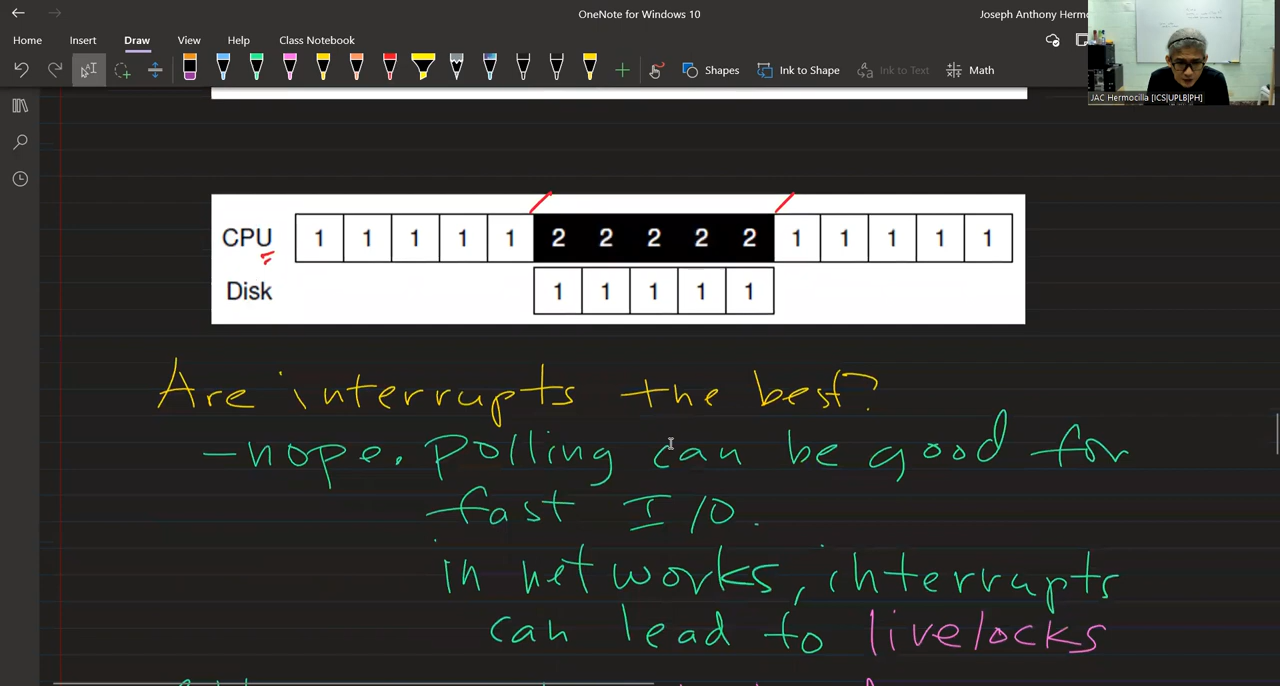 OneNote for Windows 10
Joseph Anthony Hermo
Home Insert Draw View Help Class Notebook
Shapes Ink to Shape Ink to Text Math
JAC Hermocilla [ICS|UPLB|PH]
CPU 1 1 1 1 1 2 2 2 2 2 1 1 1 1 1
Disk 1 1 1 1 1
Are interrupts the best?
- nope. Polling can be good for
fast I/O.
in networks, interrupts
can lead to livelocks